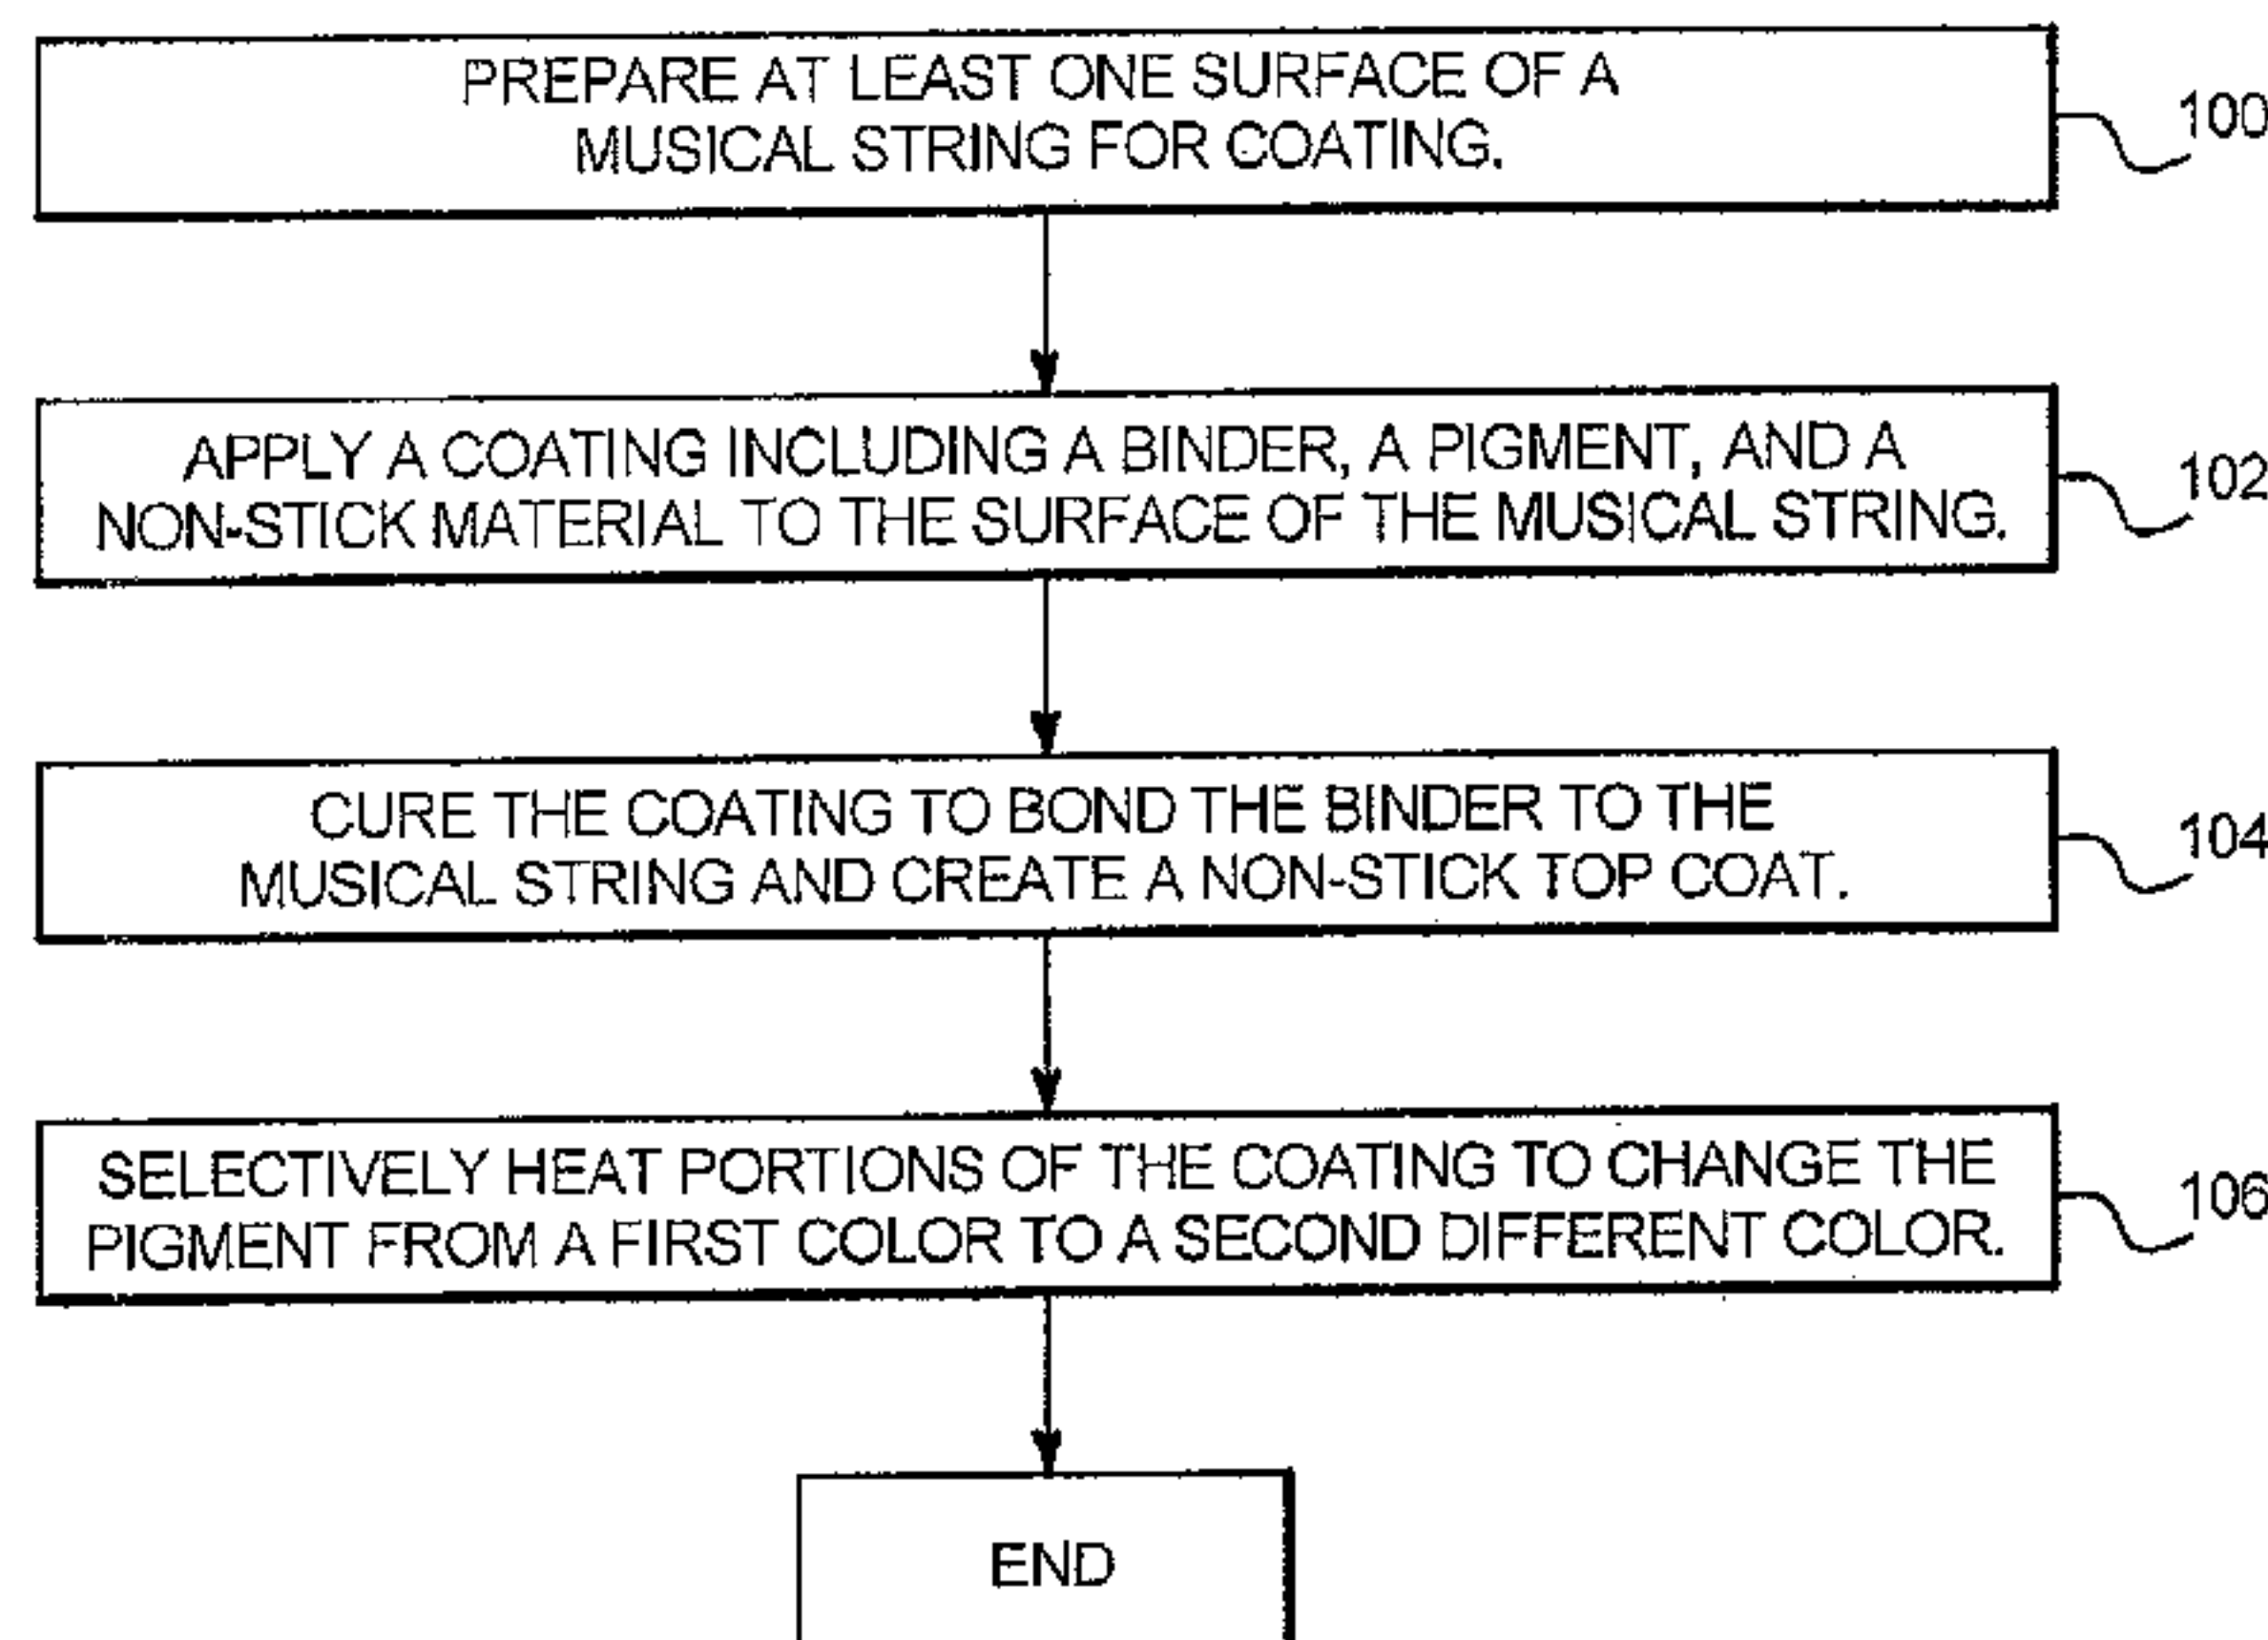 PREPARE AT LEAST ONE SURFACE OF A
MUSICAL STRING FOR COATING.
100
APPLY A COATING INCLUDING A BINDER, A PIGMENT, AND A
NON-STICK MATERIAL TO THE SURFACE OF THE MUSICAL STRING.
102
CURE THE COATING TO BOND THE BINDER TO THE
MUSICAL STRING AND CREATE A NON-STICK TOP COAT.
104
SELECTIVELY HEAT PORTIONS OF THE COATING TO CHANGE THE
PIGMENT FROM A FIRST COLOR TO A SECOND DIFFERENT COLOR.
106
END